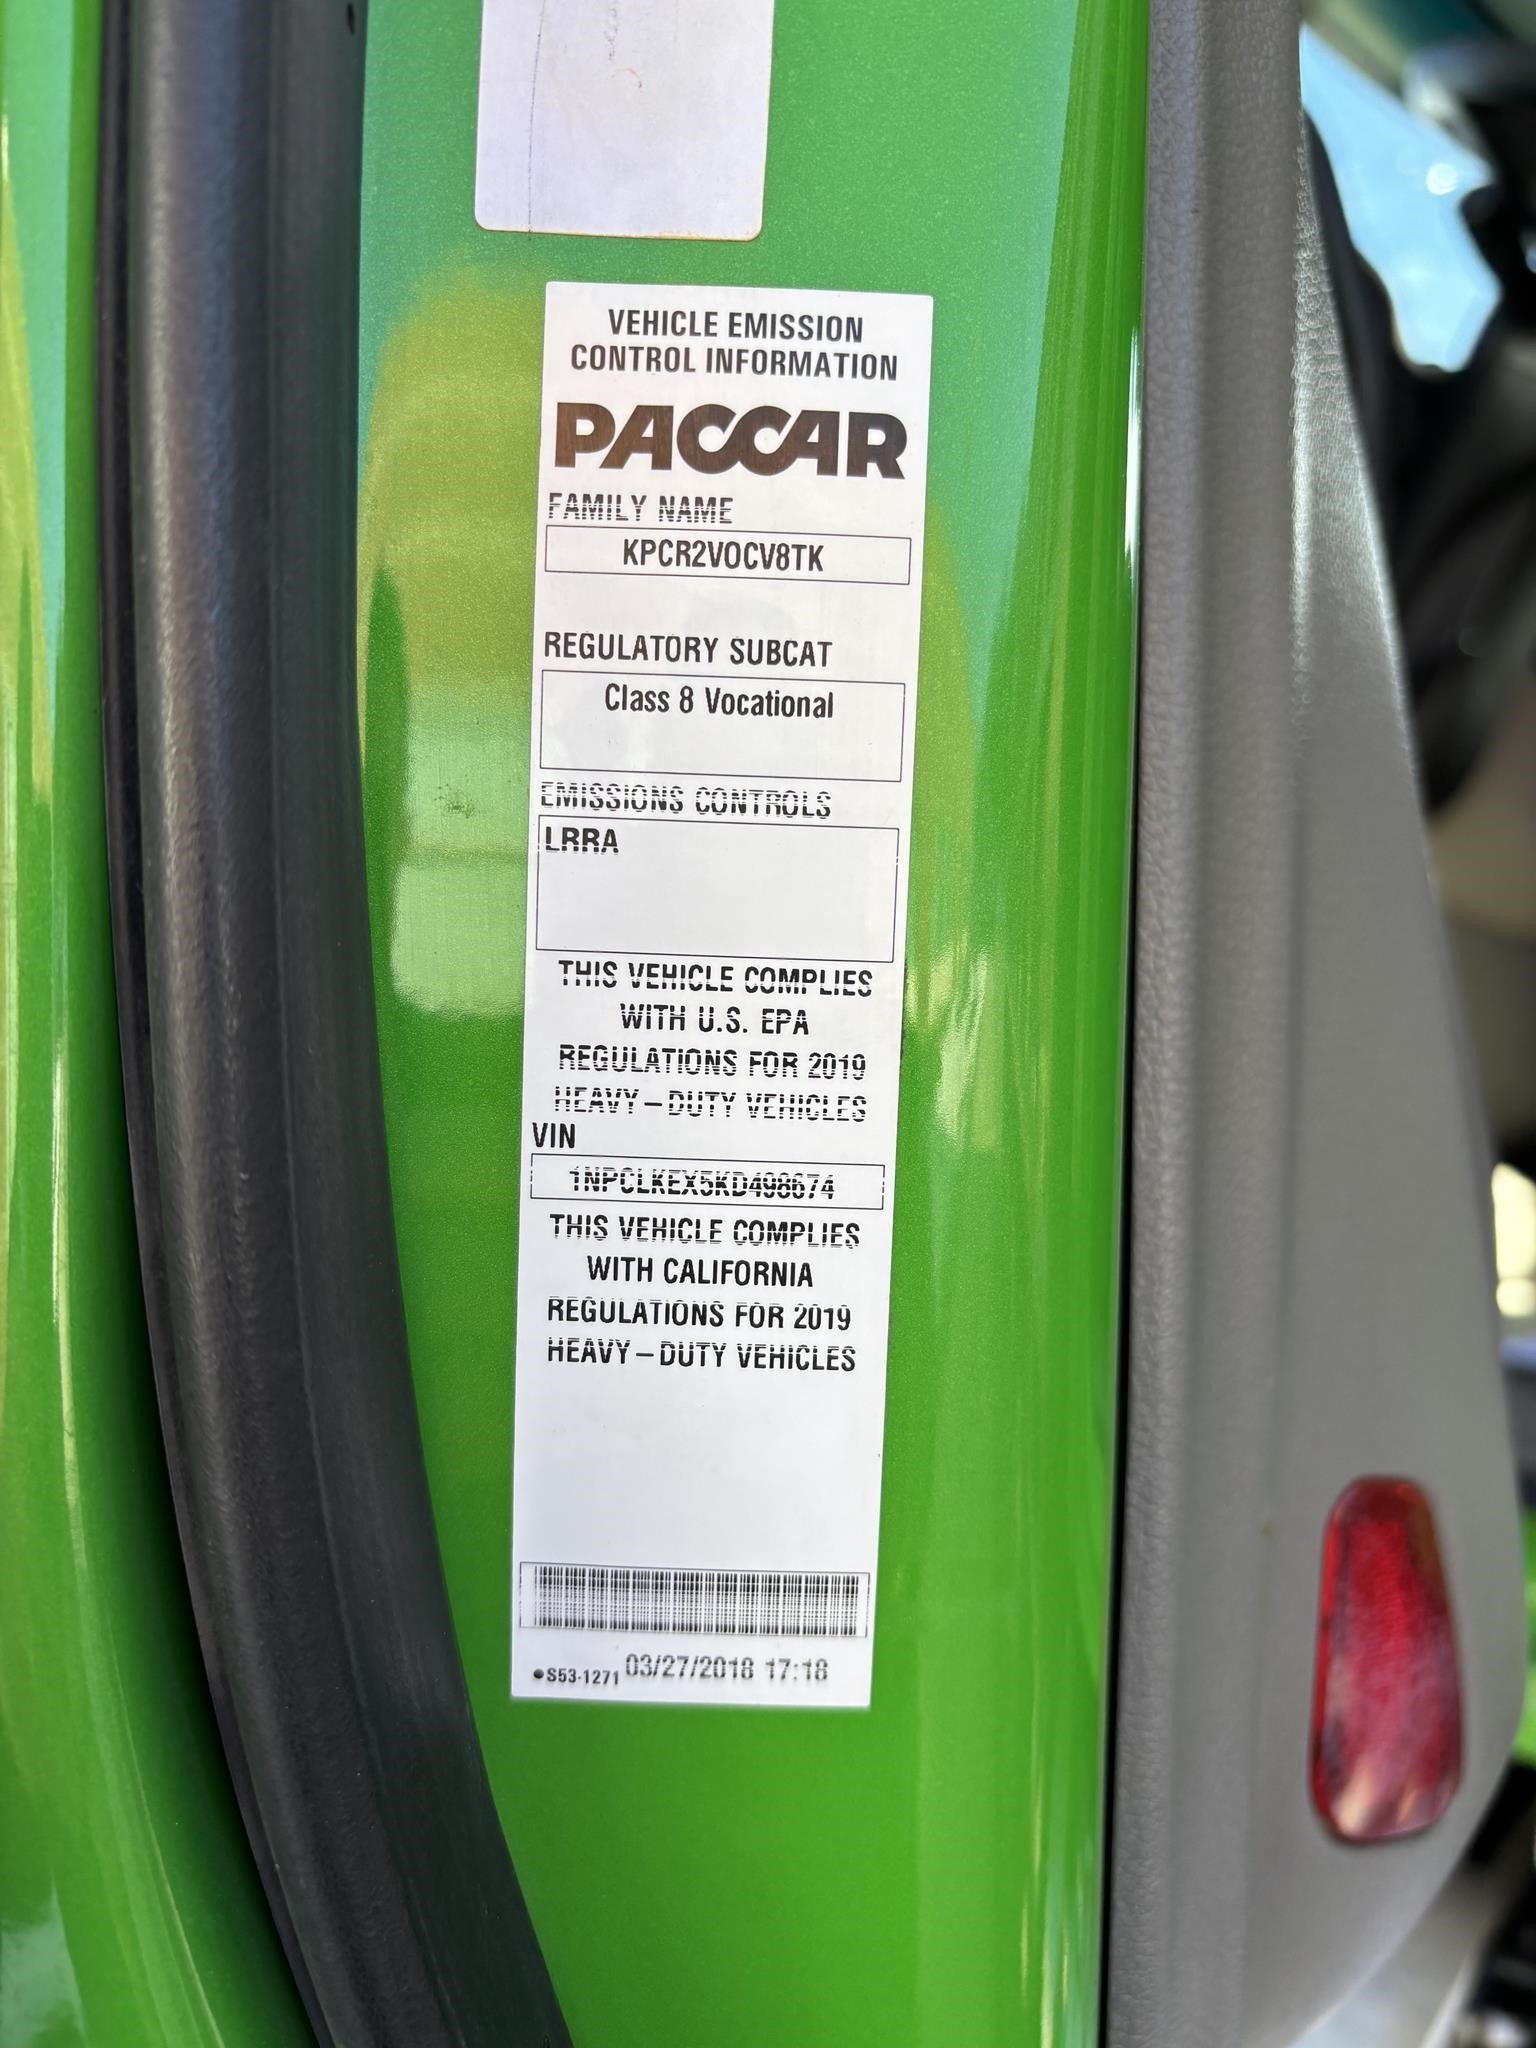 VEHICLE EMISSION
CONTROL INFORMATION
PACCAR
FAMILY NAME
KPCR2VOCV8TK
REGULATORY SUBCAT
Class 8 Vocational
EMISSIONS CONTROLS
LRRA
THIS VEHICLE COMPLIES
WITH U.S. EPA
REGULATIONS FOR 2019
HEAVY-DUTY VEHICLES
VIN
1NPCLKEX5KD498674
THIS VEHICLE COMPLIES
WITH CALIFORNIA
REGULATIONS FOR 2019
HEAVY-DUTY VEHICLES
●S53-1271 03/27/2018 17:18